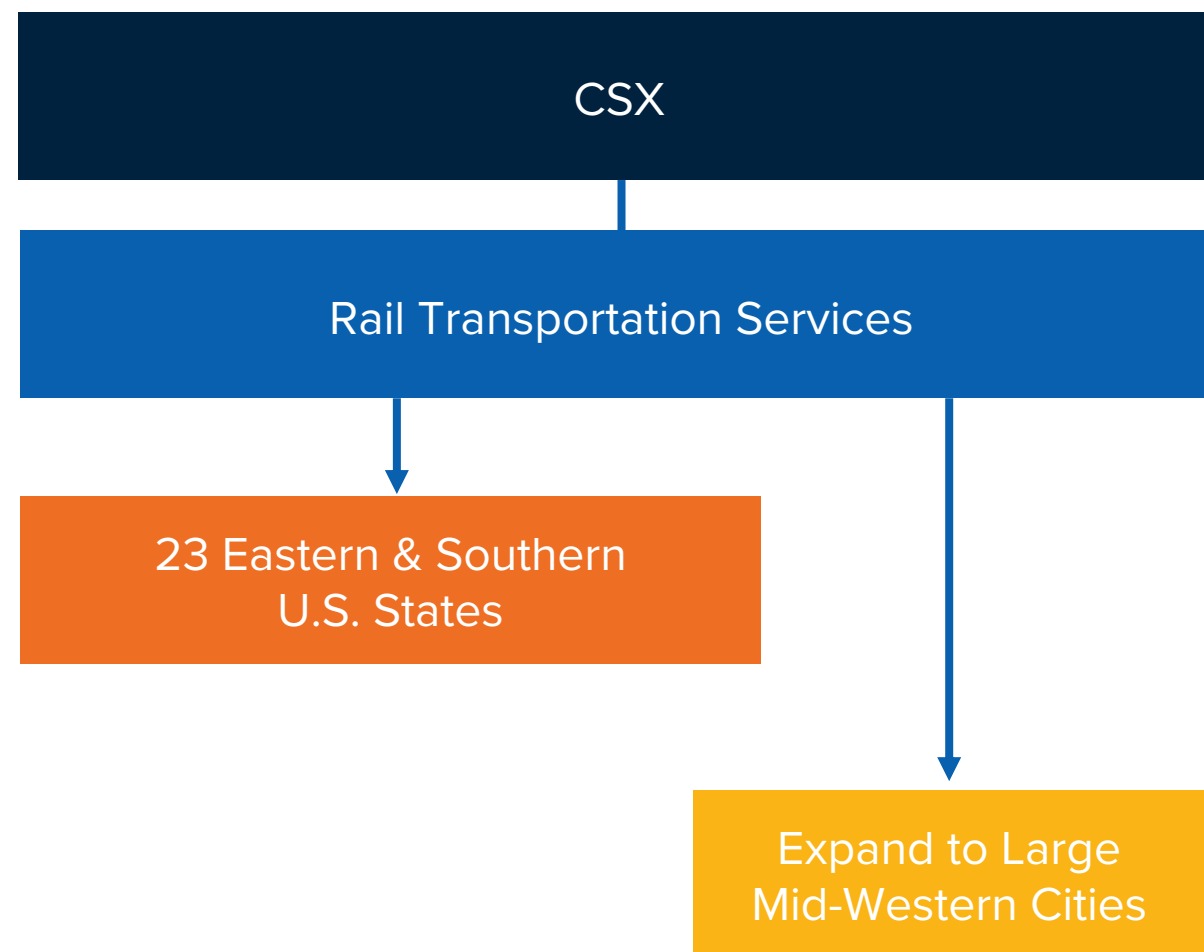 CSX
Rail Transportation Services
23 Eastern & Southern
U.S. States
Expand to Large
Mid-Western Cities